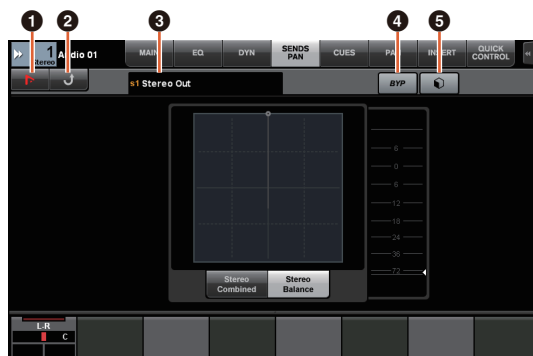 1 2 3 4 5
1 Audio 01
Stereo
MAIN EQ DYN SENDS PAN CUES INSERT QUICK CONTROL
s1 Stereo Out
BYP
6
0
6
12
18
24
36
72
Stereo Combined
Stereo Balance
L-R
C